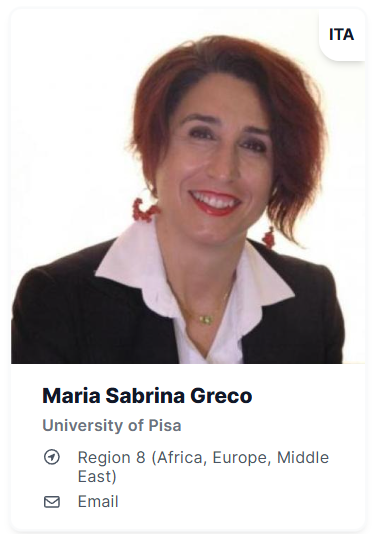 ITA
Maria Sabrina Greco
University of Pisa
Region 8 (Africa, Europe, Middle
East)
Email